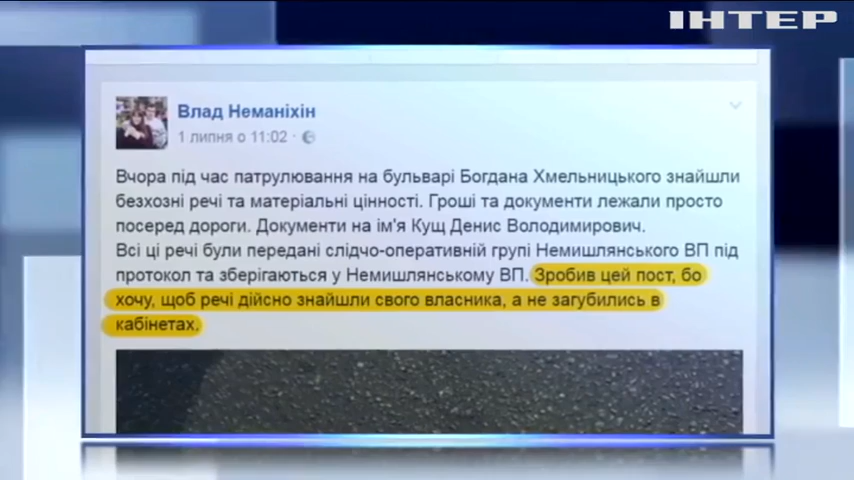 ІНТЕР
Влад Неманіхін
1 липня о 11:02 ·
Вчора під час патрулювання на бульварі Богдана Хмельницького знайшли
безхозні речі та матеріальні цінності. Гроші та документи лежали просто
посеред дороги. Документи на ім'я Кущ Денис Володимирович.
Всі ці речі були передані слідчо-оперативній групі Немишлянського ВП під
протокол та зберігаються у Немишлянському ВП. Зробив цей пост, бо
хочу, щоб речі дійсно знайшли свого власника, а не загубились в
кабінетах.